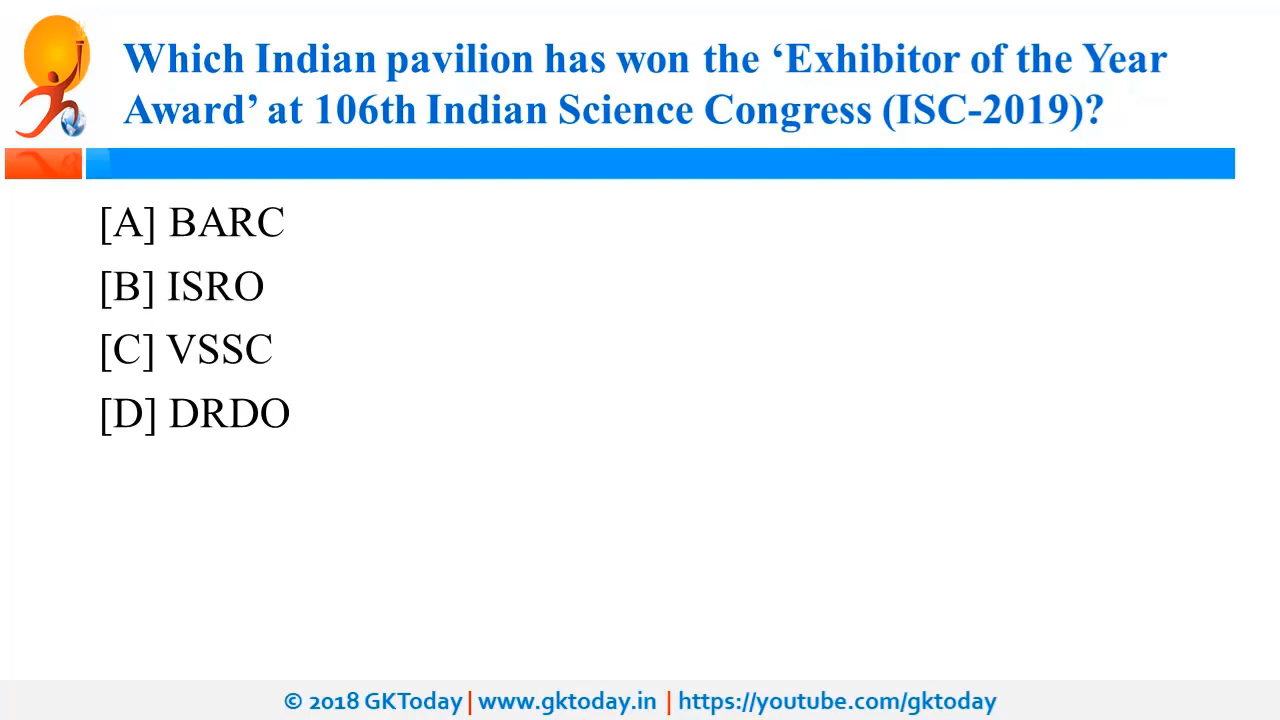 Which Indian pavilion has won the ‘Exhibitor of the Year
Award’ at 106th Indian Science Congress (ISC-2019)?
[A] BARC
[B] ISRO
[C] VSSC
[D] DRDO
© 2018 GKToday | www.gktoday.in | https://youtube.com/gktoday